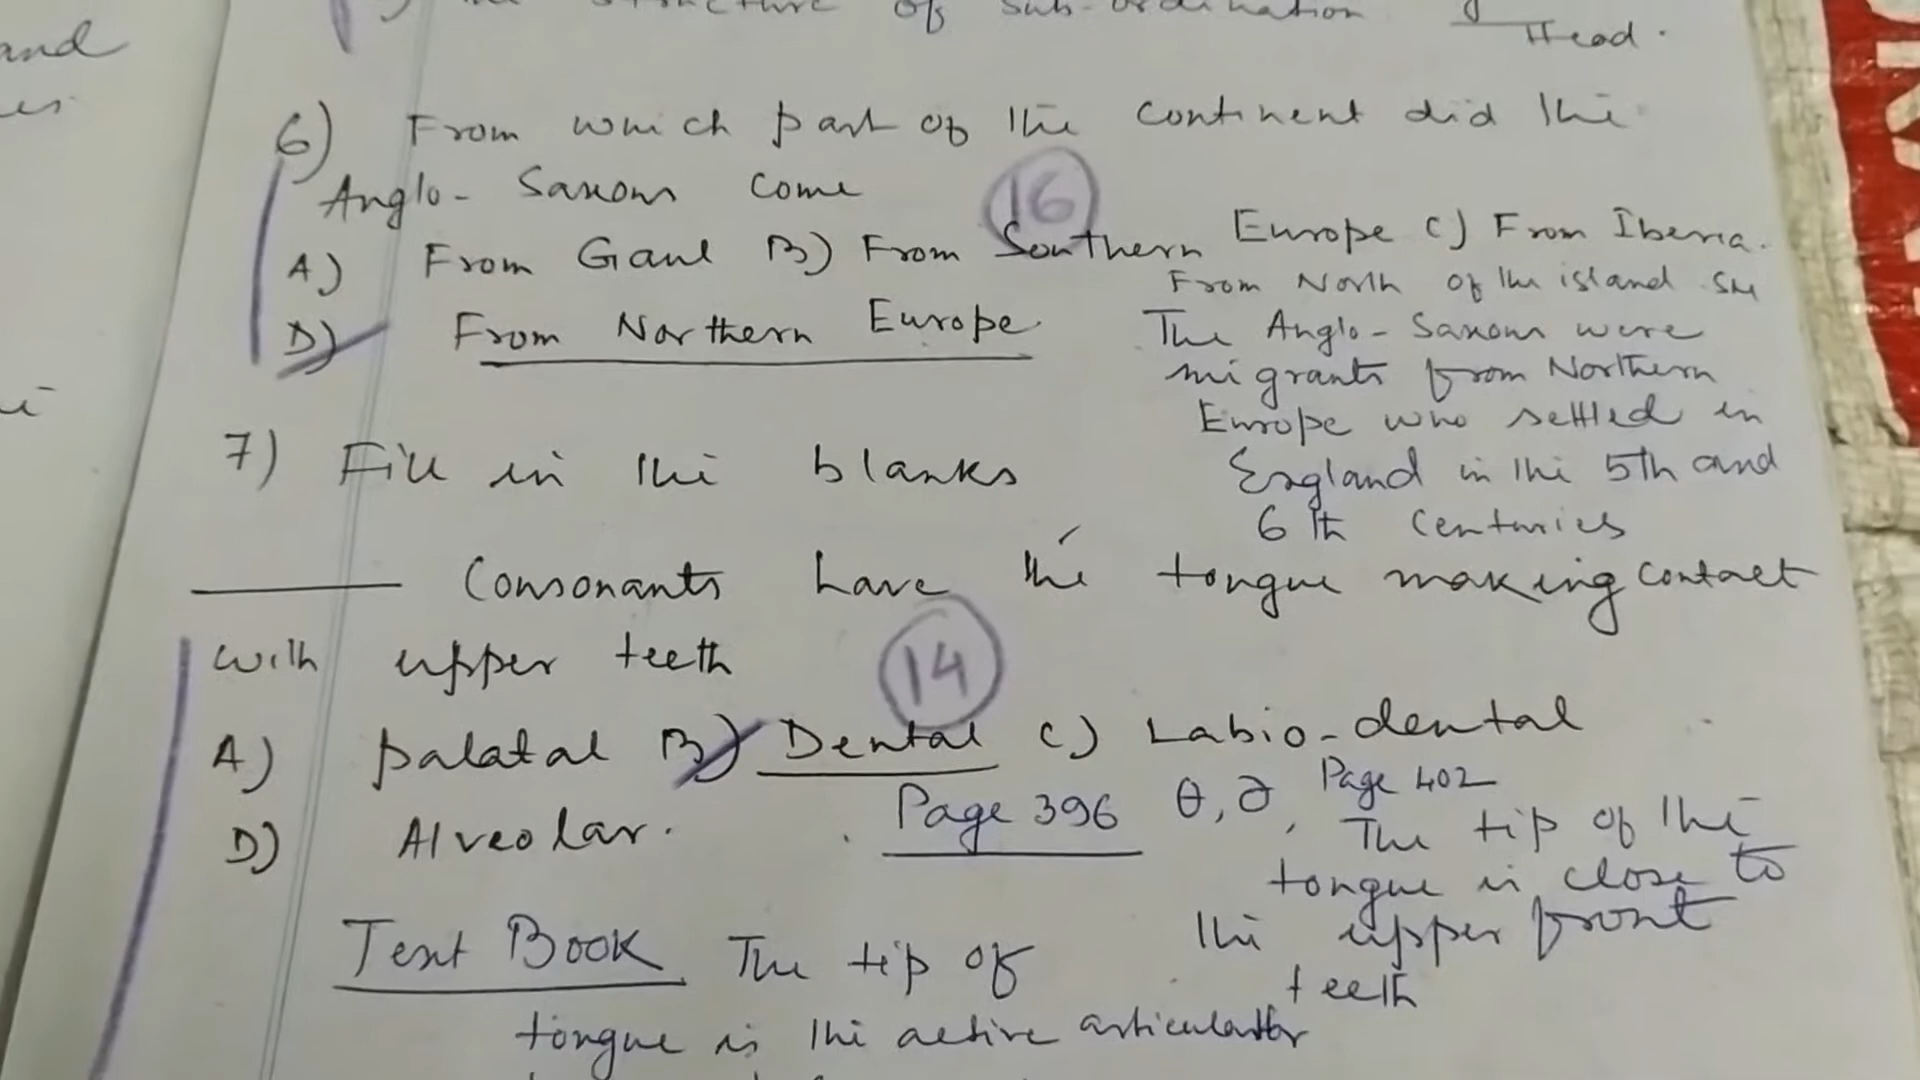 and
the structure of sub-ordination
Head.
6) From which part of the continent did the
Anglo-Saxons come
16
A) From Gaul B) From Southern Europe C) From Iberia.
From North of the island
D) From Northern Europe.
The Anglo-Saxons were
migrants from Northern
Europe who settled in
England in the 5th and
6th centuries
7) Fill in the blanks
Consonants have the tongue making contact
with upper teeth
14
A) palatal B) Dental C) Labio-dental
D) Alveolar.
Page 396 θ, ∂, Page 402
The tip of the
tongue is close to
the upper front
teeth
Text Book The tip of
tongue is the active